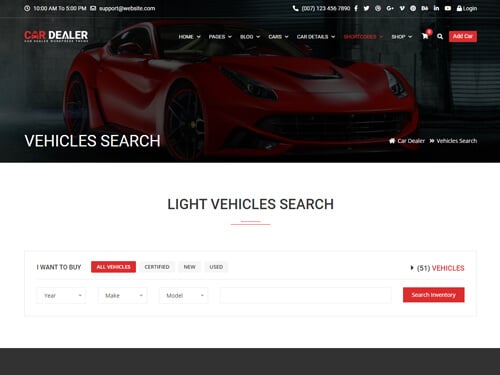 10:00 AM To 5:00 PM support@website.com (007) 123 456 7890 Login
CAR DEALER
CAR DEALER WORDPRESS THEME
HOME PAGES BLOG CARS CAR DETAILS SHORTCODES SHOP 0 Add Car
VEHICLES SEARCH
Car Dealer » Vehicles Search
LIGHT VEHICLES SEARCH
I WANT TO BUY ALL VEHICLES CERTIFIED NEW USED (51) VEHICLES
Year Make Model Search Inventory